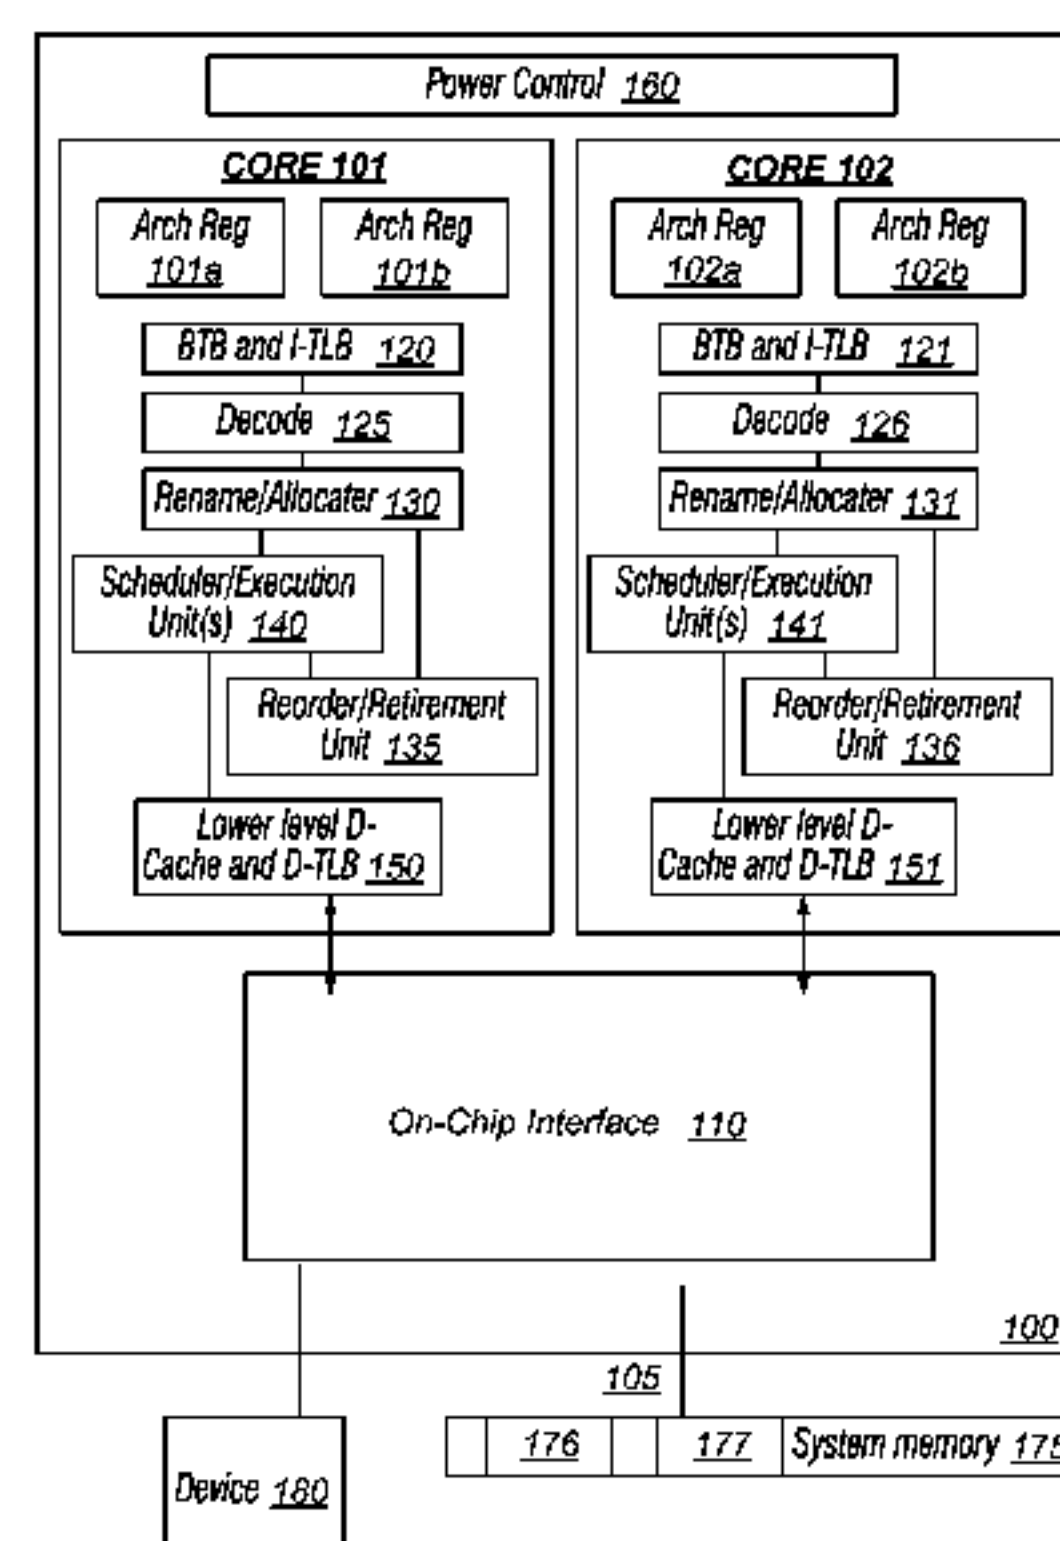 Power Control 160
CORE 101
Arch Reg
101a
Arch Reg
101b
BTB and I-TLB 120
Decode 125
Rename/Allocater 130
Scheduler/Execution
Unit(s) 140
Reorder/Retirement
Unit 135
Lower level D-
Cache and D-TLB 150
CORE 102
Arch Reg
102a
Arch Reg
102b
BTB and I-TLB 121
Decode 126
Rename/Allocater 131
Scheduler/Execution
Unit(s) 141
Reorder/Retirement
Unit 136
Lower level D-
Cache and D-TLB 151
On-Chip Interface 110
100
105
176
177
System memory 175
Device 180